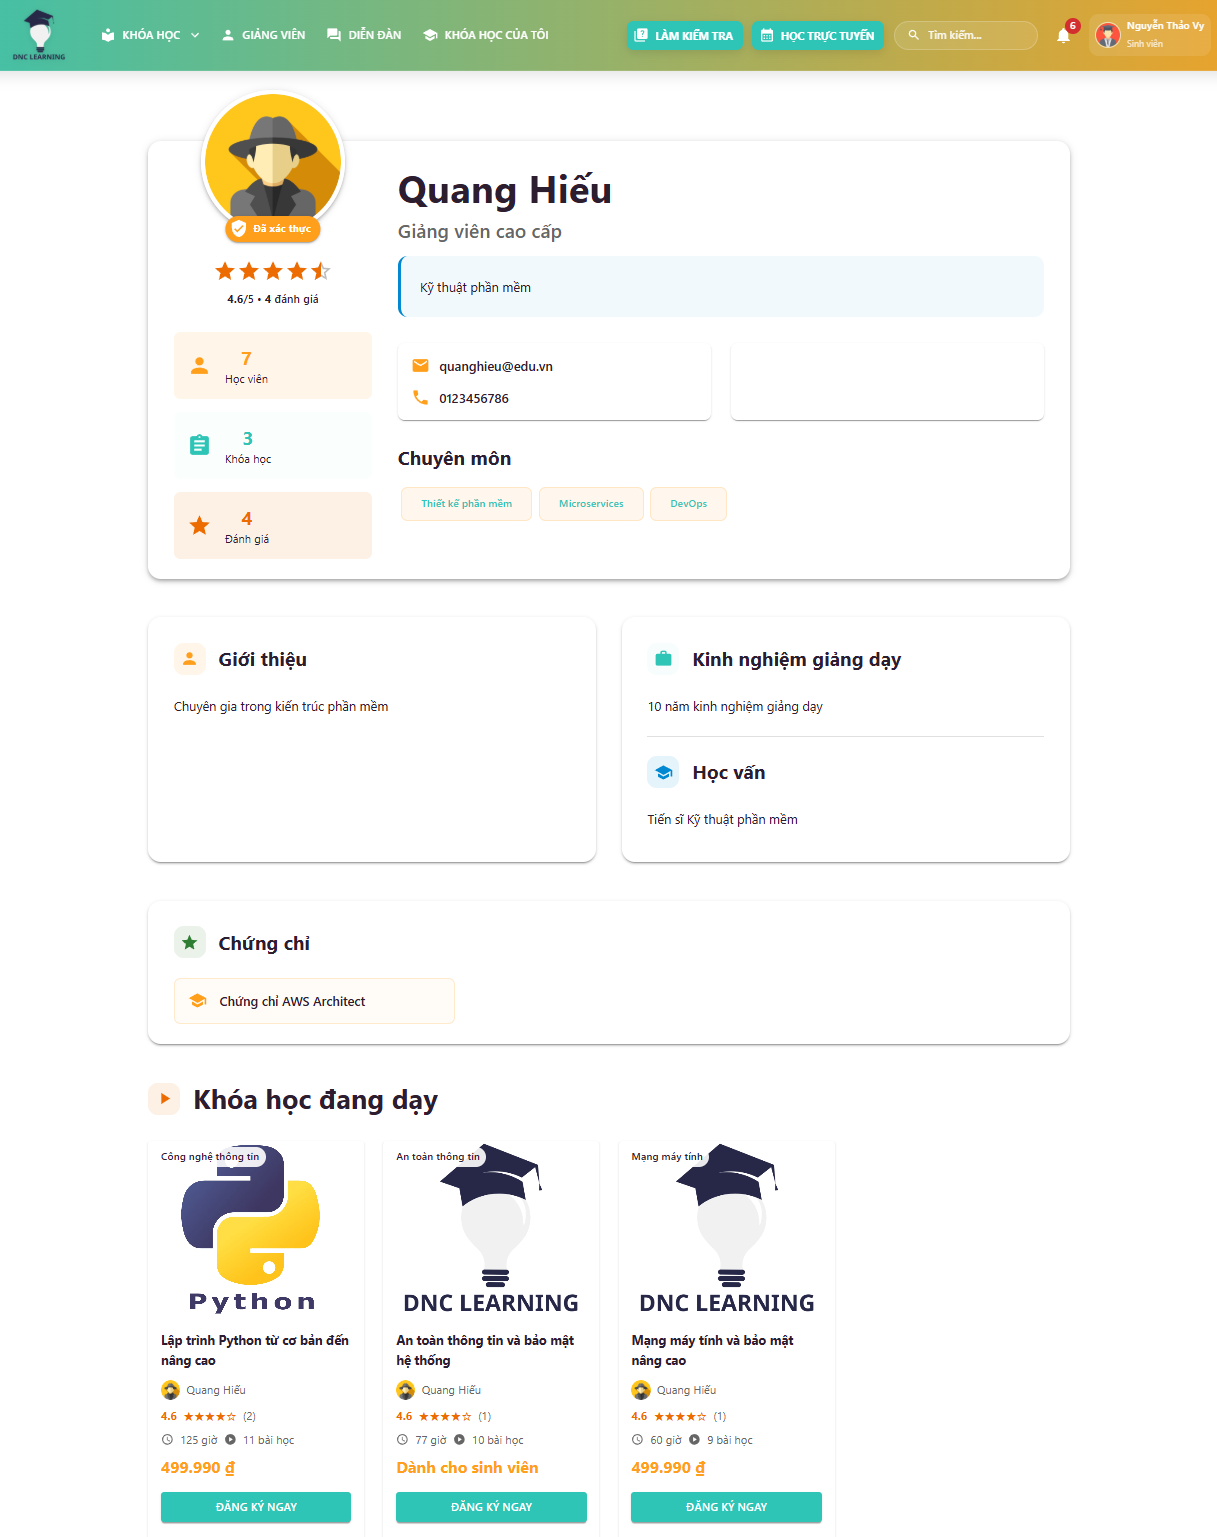 DNC LEARNING
KHÓA HỌC
GIẢNG VIÊN
DIỄN ĐÀN
KHÓA HỌC CỦA TÔI
LÀM KIỂM TRA
HỌC TRỰC TUYẾN
Tìm kiếm...
6
Nguyễn Thảo Vy
Sinh viên
Đã xác thực
4.6/5 • 4 đánh giá
7
Học viên
3
Khóa học
4
Đánh giá
Quang Hiếu
Giảng viên cao cấp
Kỹ thuật phần mềm
quanghieu@edu.vn
0123456786
Chuyên môn
Thiết kế phần mềm
Microservices
DevOps
Giới thiệu
Chuyên gia trong kiến trúc phần mềm
Kinh nghiệm giảng dạy
10 năm kinh nghiệm giảng dạy
Học vấn
Tiến sĩ Kỹ thuật phần mềm
Chứng chỉ
Chứng chỉ AWS Architect
Khóa học đang dạy
Công nghệ thông tin
Python
Lập trình Python từ cơ bản đến
nâng cao
Quang Hiếu
4.6 ★★★★☆ (2)
125 giờ 11 bài học
499.990 ₫
ĐĂNG KÝ NGAY
An toàn thông tin
DNC LEARNING
An toàn thông tin và bảo mật
hệ thống
Quang Hiếu
4.6 ★★★★☆ (1)
77 giờ 10 bài học
Dành cho sinh viên
ĐĂNG KÝ NGAY
Mạng máy tính
DNC LEARNING
Mạng máy tính và bảo mật
nâng cao
Quang Hiếu
4.6 ★★★★☆ (1)
60 giờ 9 bài học
499.990 ₫
ĐĂNG KÝ NGAY